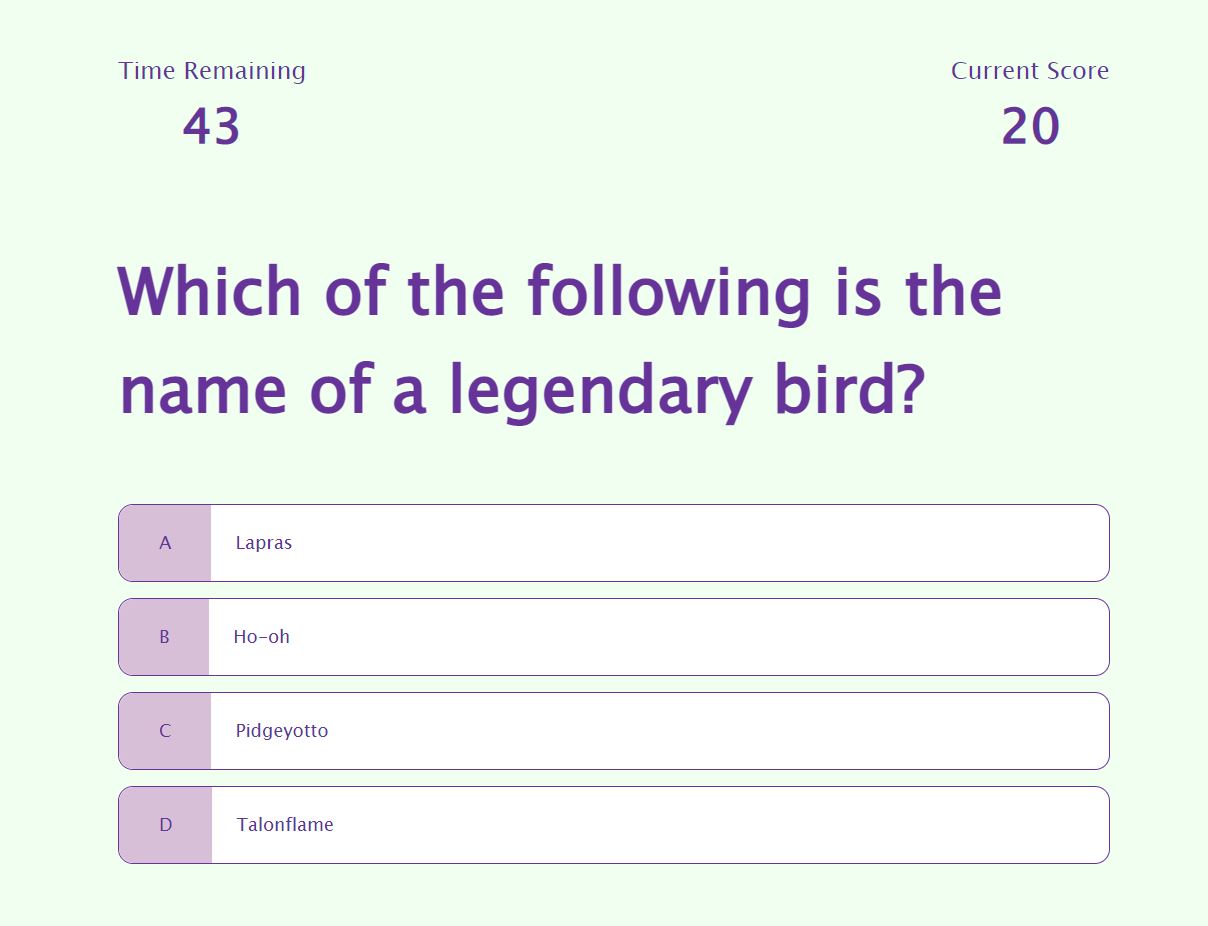 Time Remaining
Current Score
43
20
Which of the following is the
name of a legendary bird?
A Lapras
B Ho-oh
C Pidgeyotto
D Talonflame